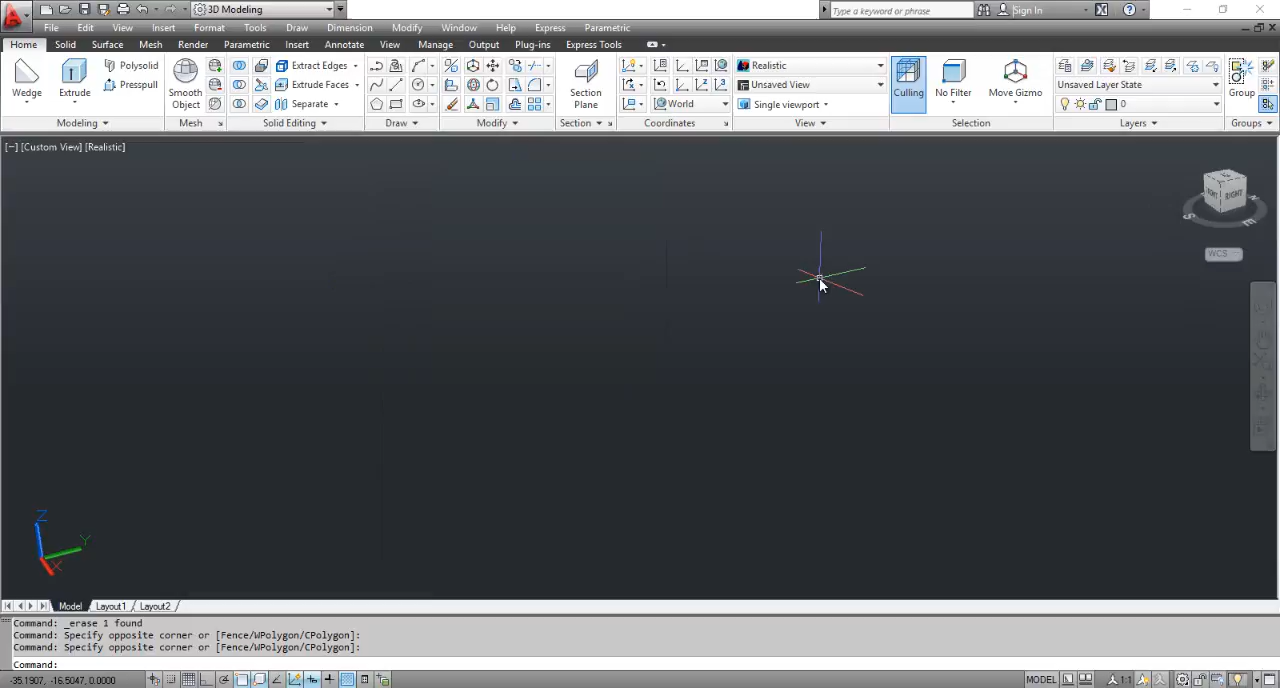 3D Modeling
Type a keyword or phrase
Sign In
File Edit View Insert Format Tools Draw Dimension Modify Window Help Express Parametric
Home Solid Surface Mesh Render Parametric Insert Annotate View Manage Output Plug-ins Express Tools
Wedge
Extrude
Polysolid
Presspull
Smooth
Object
Extract Edges
Extrude Faces
Separate
Section
Plane
World
Realistic
Unsaved View
Single viewport
Culling
No Filter
Move Gizmo
Unsaved Layer State
0
Group
Modeling Mesh Solid Editing Draw Modify Section Coordinates View Selection Layers Groups
[−] [Custom View] [Realistic]
RIGHT
S
E
WCS
Z
Y
X
Model Layout1 Layout2
Command: _erase 1 found
Command: Specify opposite corner or [Fence/WPolygon/CPolygon]:
Command: Specify opposite corner or [Fence/WPolygon/CPolygon]:
Command:
-35.1907, -16.5047, 0.0000
MODEL
1:1